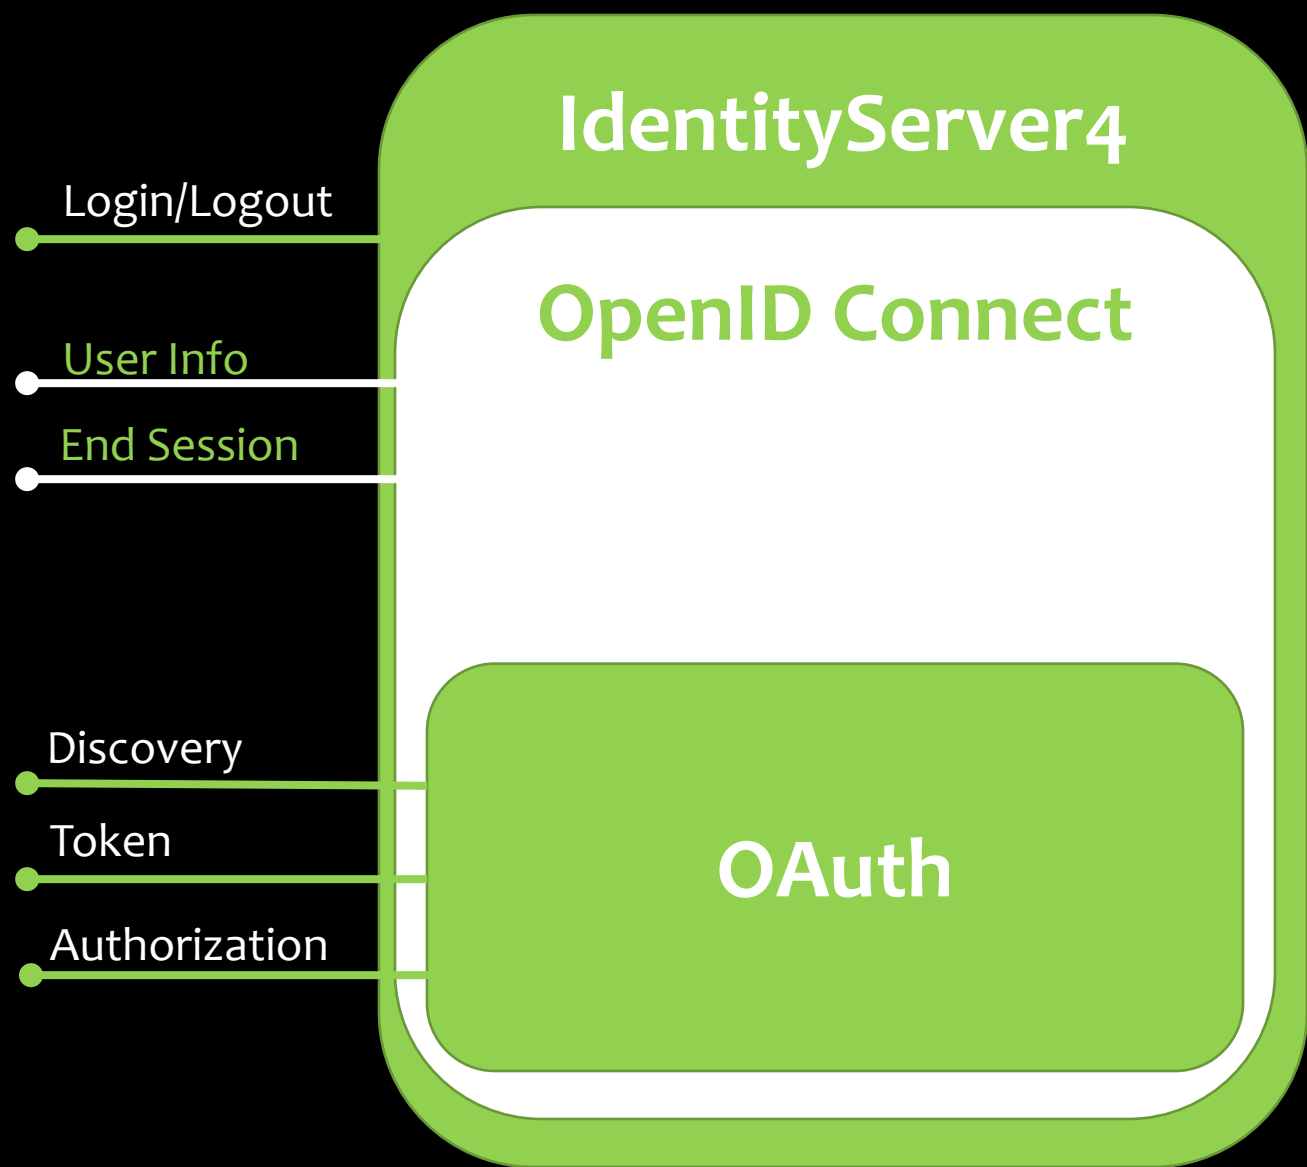 IdentityServer4
Login/Logout
OpenID Connect
User Info
End Session
Discovery
Token
OAuth
Authorization